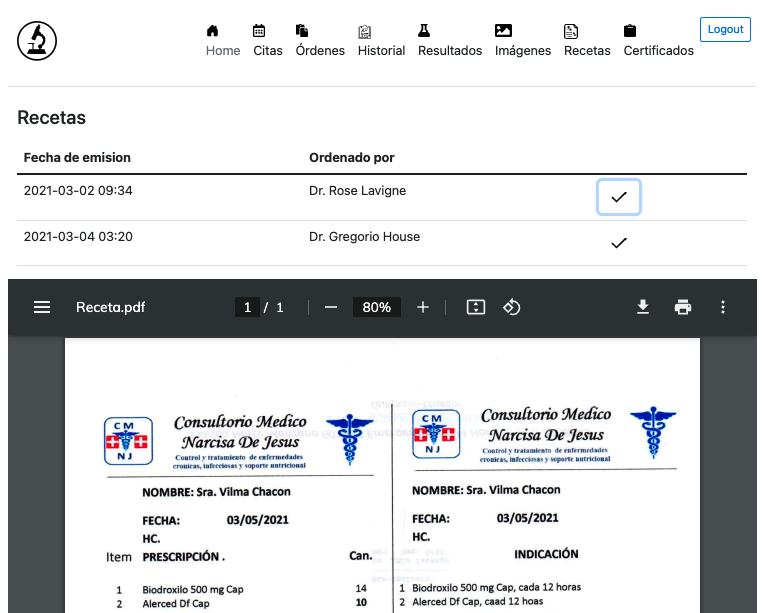 Home Citas Órdenes Historial Resultados Imágenes Recetas Certificados Logout
Recetas
Fecha de emision Ordenado por
2021-03-02 09:34 Dr. Rose Lavigne
2021-03-04 03:20 Dr. Gregorio House
Receta.pdf 1 / 1 80%
C M
N J
Consultorio Medico
Narcisa De Jesus
Control y tratamiento de enfermedades
cronicas, infecciosas y soporte nutricional
NOMBRE: Sra. Vilma Chacon
FECHA: 03/05/2021
HC.
Item PRESCRIPCIÓN . Can.
1 Biodroxilo 500 mg Cap 14
2 Alerced Df Cap 10
C M
N J
Consultorio Medico
Narcisa De Jesus
Control y tratamiento de enfermedades
cronicas, infecciosas y soporte nutricional
NOMBRE: Sra. Vilma Chacon
FECHA: 03/05/2021
HC.
INDICACIÓN
1 Biodroxilo 500 mg Cap, cada 12 horas
2 Alerced Df Cap, caad 12 hoas